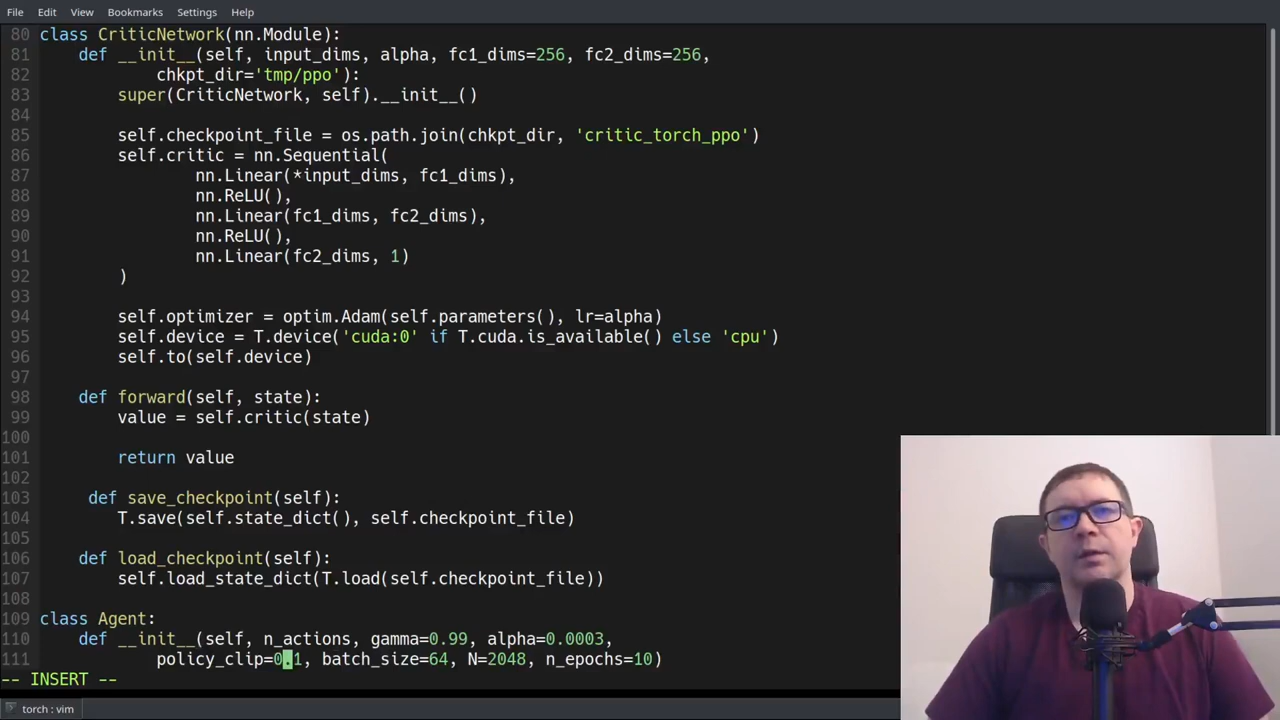 File Edit View Bookmarks Settings Help
80 class CriticNetwork(nn.Module):
81 def __init__(self, input_dims, alpha, fc1_dims=256, fc2_dims=256,
82 chkpt_dir='tmp/ppo'):
83 super(CriticNetwork, self).__init__()
84
85 self.checkpoint_file = os.path.join(chkpt_dir, 'critic_torch_ppo')
86 self.critic = nn.Sequential(
87 nn.Linear(*input_dims, fc1_dims),
88 nn.ReLU(),
89 nn.Linear(fc1_dims, fc2_dims),
90 nn.ReLU(),
91 nn.Linear(fc2_dims, 1)
92 )
93
94 self.optimizer = optim.Adam(self.parameters(), lr=alpha)
95 self.device = T.device('cuda:0' if T.cuda.is_available() else 'cpu')
96 self.to(self.device)
97
98 def forward(self, state):
99 value = self.critic(state)
100
101 return value
102
103 def save_checkpoint(self):
104 T.save(self.state_dict(), self.checkpoint_file)
105
106 def load_checkpoint(self):
107 self.load_state_dict(T.load(self.checkpoint_file))
108
109 class Agent:
110 def __init__(self, n_actions, gamma=0.99, alpha=0.0003,
111 policy_clip=0.1, batch_size=64, N=2048, n_epochs=10)
-- INSERT --
torch : vim